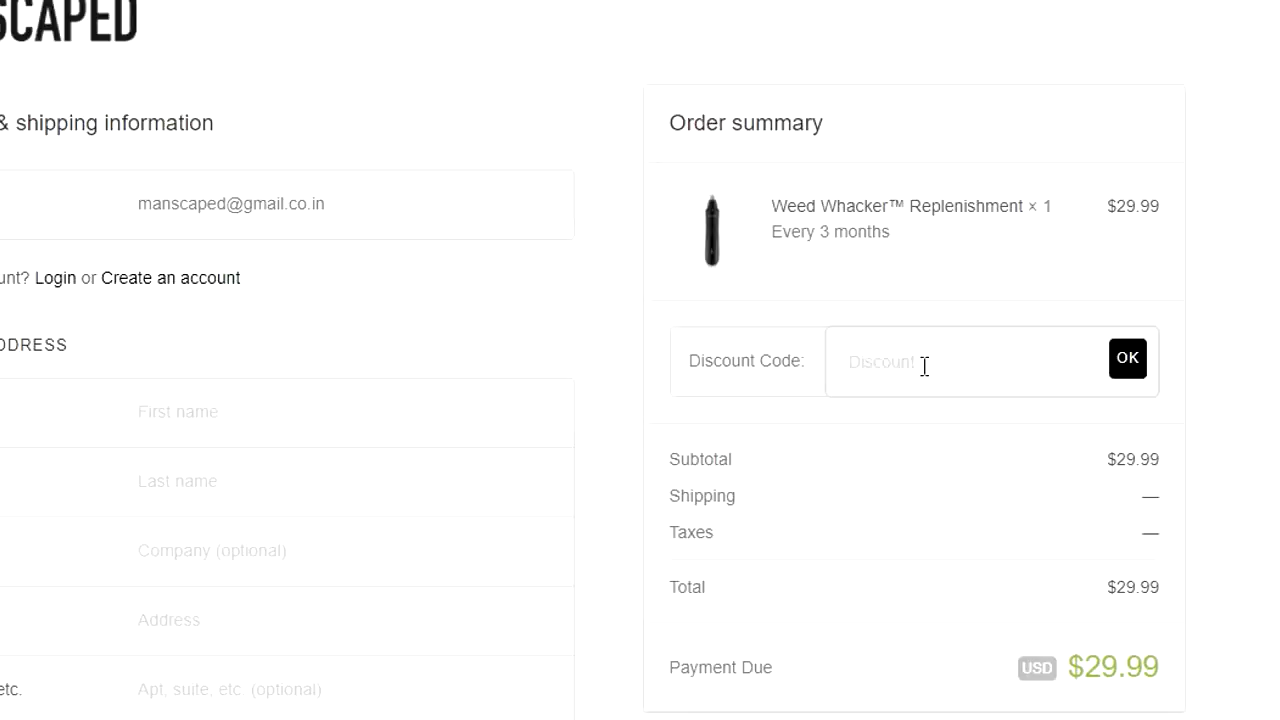 SCAPED
& shipping information
manscaped@gmail.co.in
unt? Login or Create an account
DDRESS
First name
Last name
Company (optional)
Address
etc.
Apt, suite, etc. (optional)
Order summary
Weed Whacker™ Replenishment × 1
$29.99
Every 3 months
Discount Code:
Discount
OK
Subtotal
$29.99
Shipping
—
Taxes
—
Total
$29.99
Payment Due
USD
$29.99